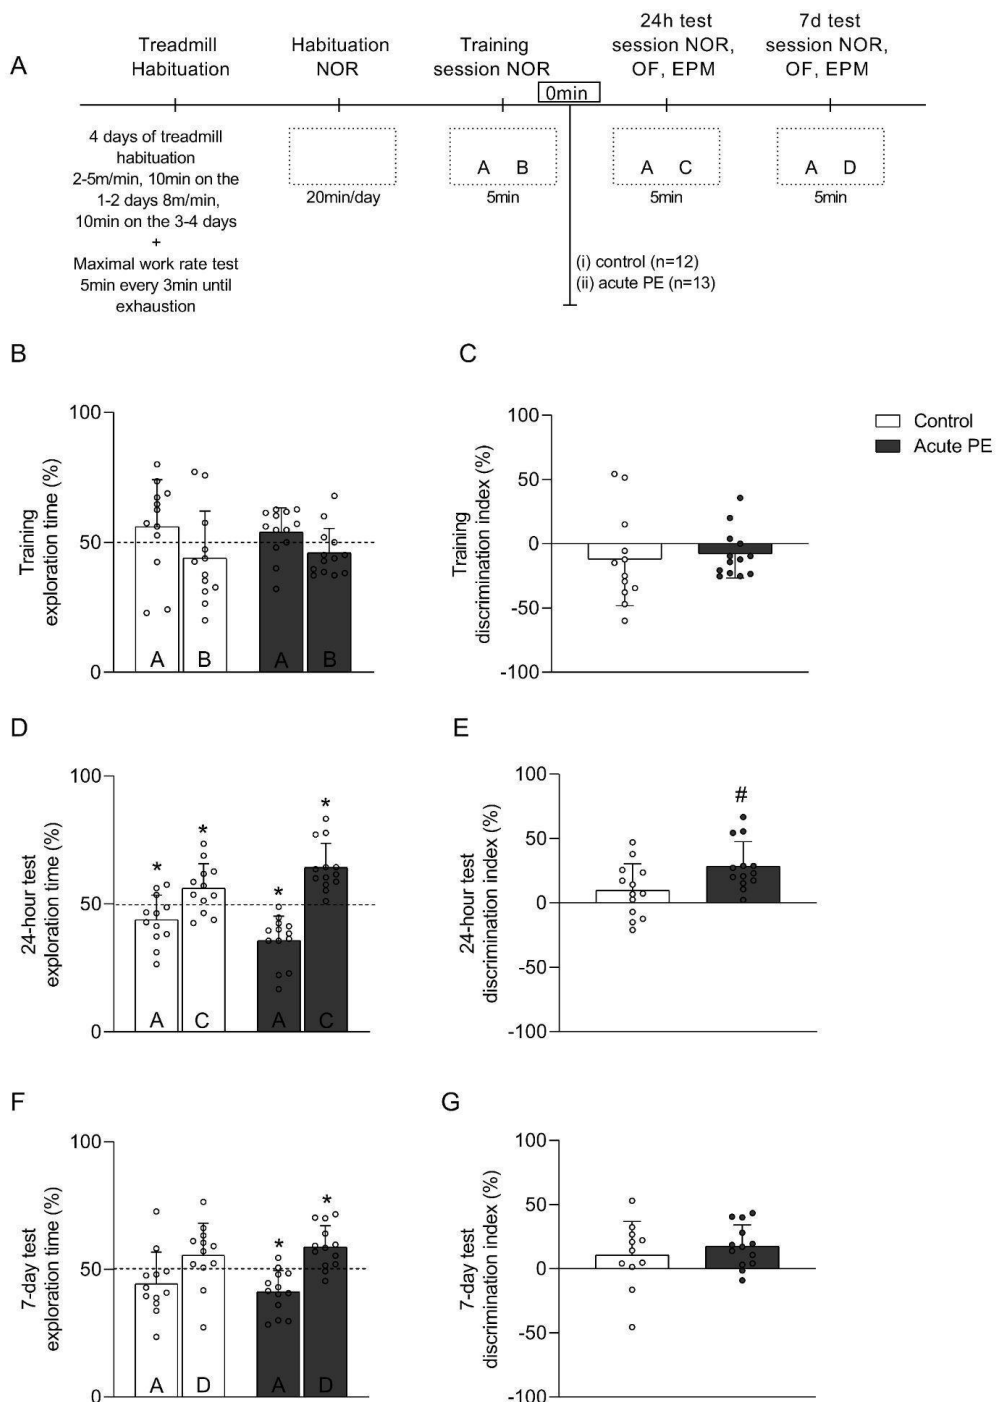 A
Treadmill
Habituation
Habituation
NOR
Training
session NOR
24h test
session NOR,
OF, EPM
7d test
session NOR,
OF, EPM
0min
4 days of treadmill
habituation
2-5m/min, 10min on the
1-2 days 8m/min,
10min on the 3-4 days
+
Maximal work rate test
5min every 3min until
exhaustion
20min/day
A B
5min
A C
5min
A D
5min
(i) control (n=12)
(ii) acute PE (n=13)
B
Training
exploration time (%)
100
50
0
A B A B
C
Training
discrimination index (%)
100
50
0
-50
-100
Control
Acute PE
D
24-hour test
exploration time (%)
100
50
0
* * * *
A C A C
E
24-hour test
discrimination index (%)
100
50
0
-50
-100
#
F
7-day test
exploration time (%)
100
50
0
* *
A D A D
G
7-day test
discrimination index (%)
100
50
0
-50
-100